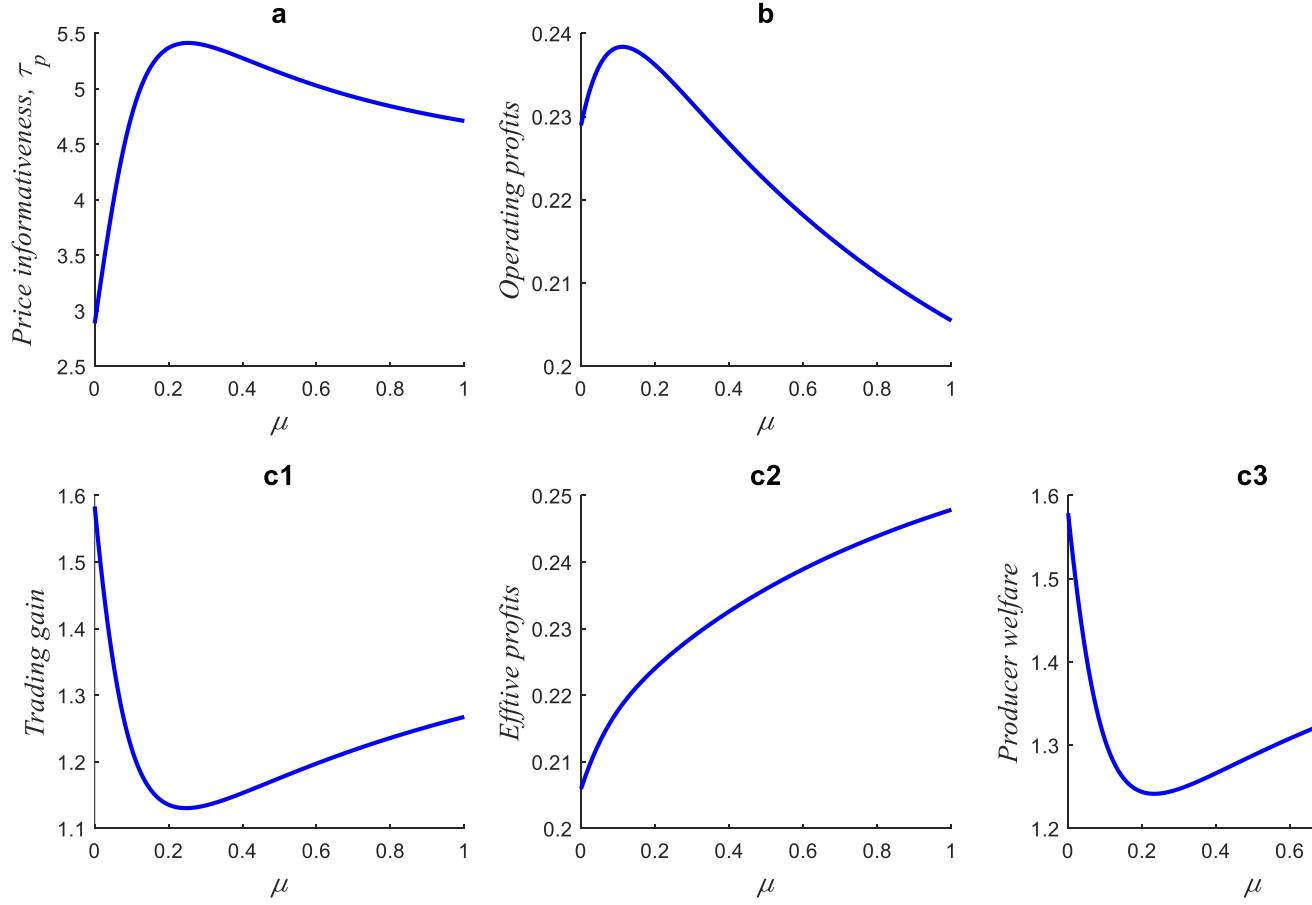 a
b
5.5
5
4.5
4
3.5
3
2.5
Price informativeness, τp
0 0.2 0.4 0.6 0.8 1
μ
0.24
0.23
0.22
0.21
0.2
Operating profits
0 0.2 0.4 0.6 0.8 1
μ
c1
c2
c3
1.6
1.5
1.4
1.3
1.2
1.1
Trading gain
0 0.2 0.4 0.6 0.8 1
μ
0.25
0.24
0.23
0.22
0.21
0.2
Efftive profits
0 0.2 0.4 0.6 0.8 1
μ
1.6
1.5
1.4
1.3
1.2
Producer welfare
0 0.2 0.4 0.6
μ